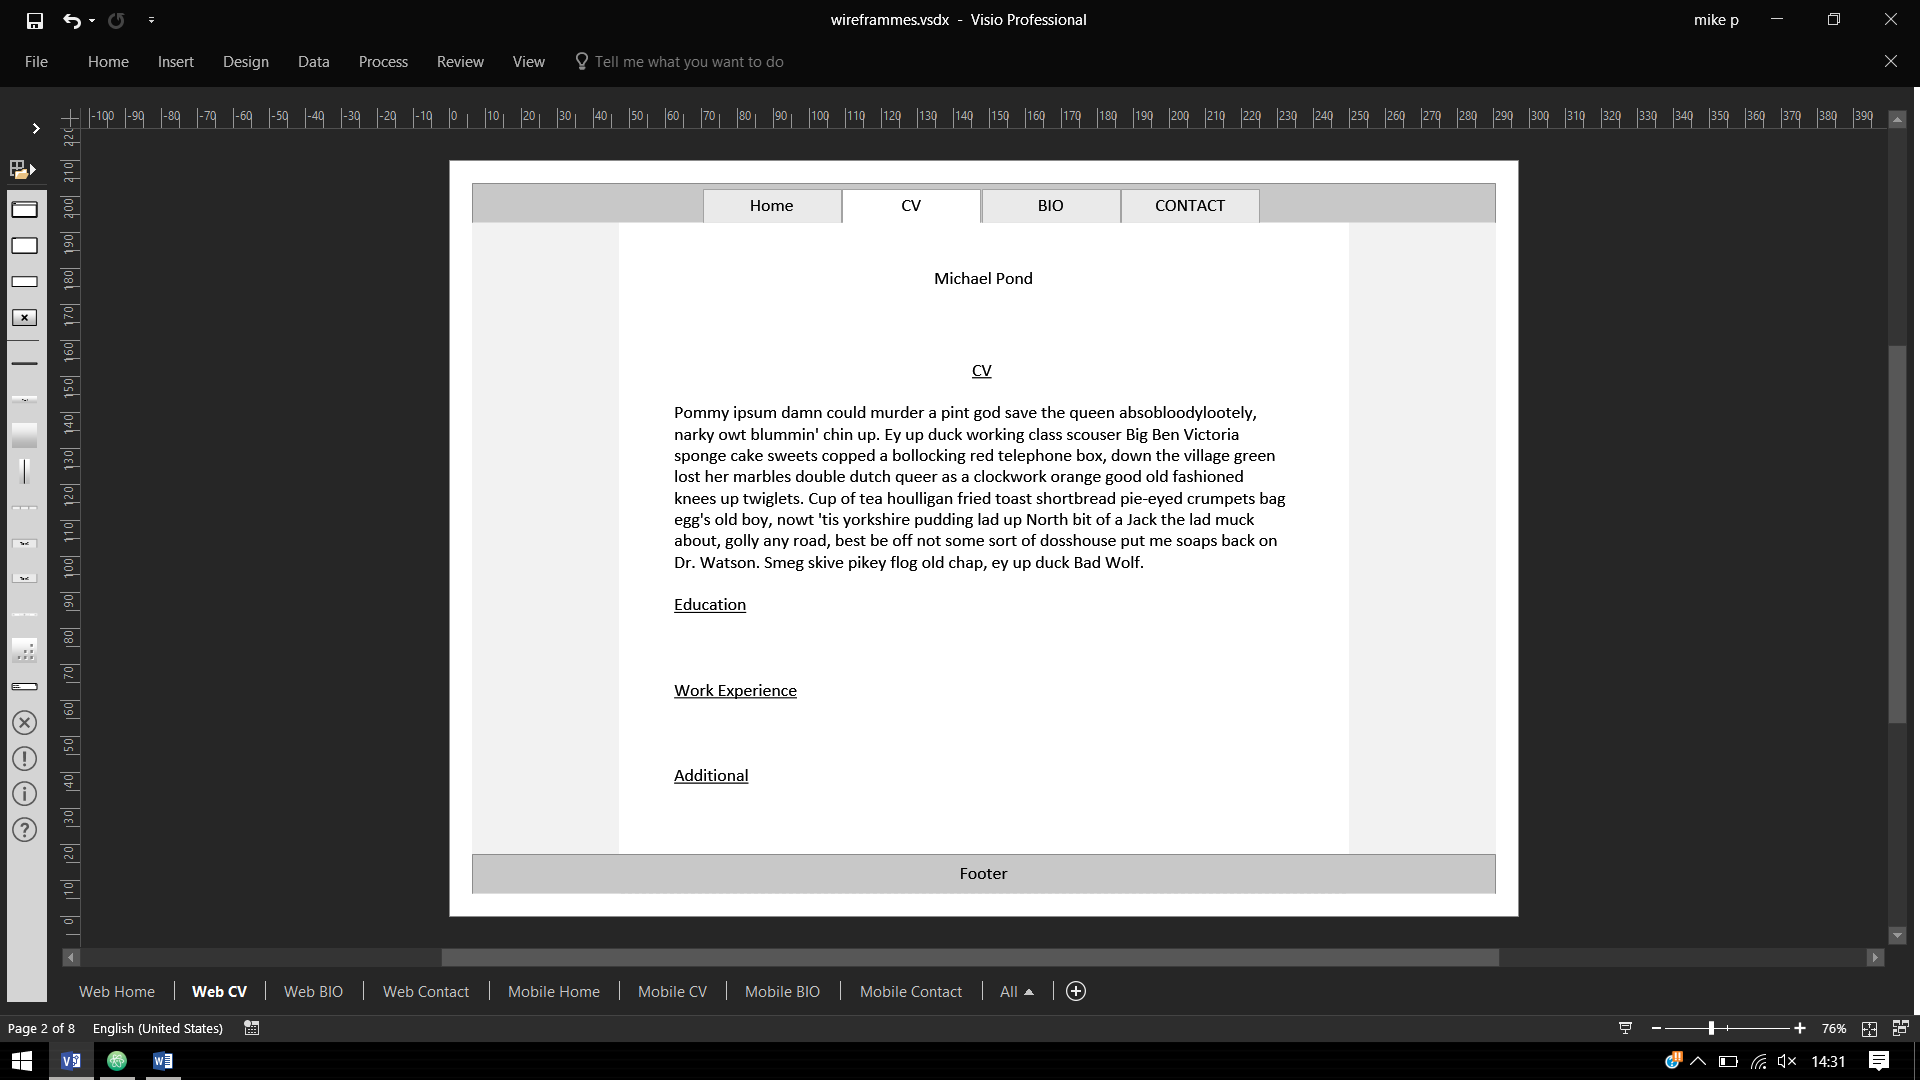 wireframmes.vsdx - Visio Professional
mike p
File Home Insert Design Data Process Review View Tell me what you want to do
-100 -90 -80 -70 -60 -50 -40 -30 -20 -10 0 10 20 30 40 50 60 70 80 90 100 110 120 130 140 150 160 170 180 190 200 210 220 230 240 250 260 270 280 290 300 310 320 330 340 350 360 370 380 390
220
210
200
190
180
170
160
150
140
130
120
110
100
90
80
70
60
50
40
30
20
10
0
Home CV BIO CONTACT
Michael Pond
CV
Pommy ipsum damn could murder a pint god save the queen absobloodylootely,
narky owt blummin' chin up. Ey up duck working class scouser Big Ben Victoria
sponge cake sweets copped a bollocking red telephone box, down the village green
lost her marbles double dutch queer as a clockwork orange good old fashioned
knees up twiglets. Cup of tea houlligan fried toast shortbread pie-eyed crumpets bag
egg's old boy, nowt 'tis yorkshire pudding lad up North bit of a Jack the lad muck
about, golly any road, best be off not some sort of dosshouse put me soaps back on
Dr. Watson. Smeg skive pikey flog old chap, ey up duck Bad Wolf.
Education
Work Experience
Additional
Footer
Web Home Web CV Web BIO Web Contact Mobile Home Mobile CV Mobile BIO Mobile Contact All
Page 2 of 8 English (United States) 76%
14:31